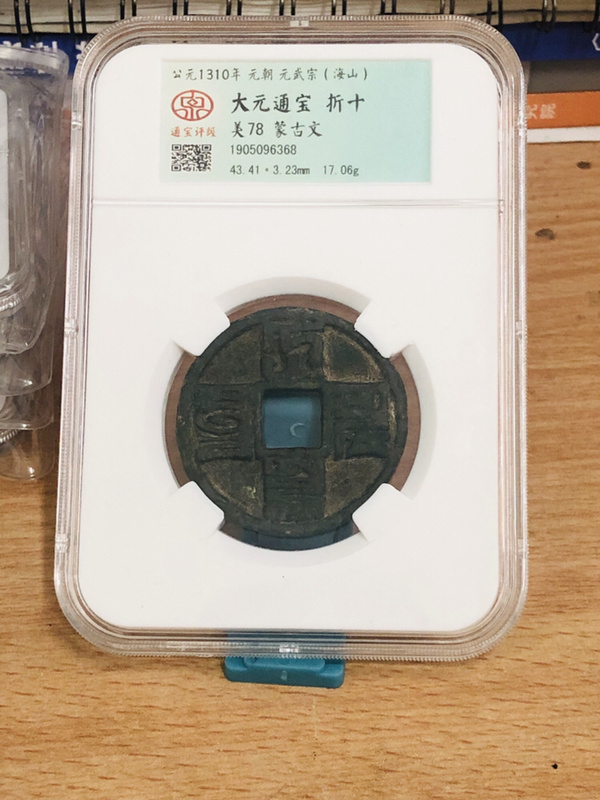 公元1310年 元朝 元武宗（海山）
大元通宝 折十
通宝评级
美78 蒙古文
1905096368
43.41*3.23mm 17.06g